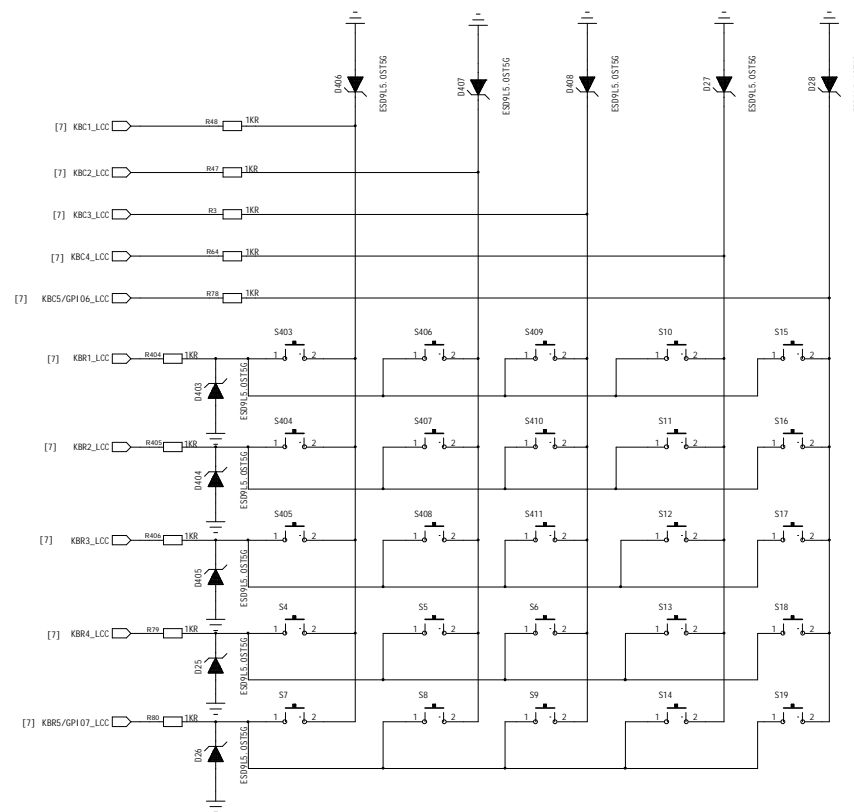 D406 ESD9L5.0ST5G D407 ESD9L5.0ST5G D408 ESD9L5.0ST5G D27 ESD9L5.0ST5G D28
[7] KBC1_LCC R48 1KR
[7] KBC2_LCC R47 1KR
[7] KBC3_LCC R3 1KR
[7] KBC4_LCC R64 1KR
[7] KBC5/GPIO6_LCC R78 1KR
S403 S406 S409 S10 S15
[7] KBR1_LCC R404 1KR 1 2 1 2 1 2 1 2 1 2
D403 ESD9L5.0ST5G
S404 S407 S410 S11 S16
[7] KBR2_LCC R405 1KR 1 2 1 2 1 2 1 2 1 2
D404 ESD9L5.0ST5G
S405 S408 S411 S12 S17
[7] KBR3_LCC R406 1KR 1 2 1 2 1 2 1 2 1 2
D405 ESD9L5.0ST5G
S4 S5 S6 S13 S18
[7] KBR4_LCC R79 1KR 1 2 1 2 1 2 1 2 1 2
D25 ESD9L5.0ST5G
S7 S8 S9 S14 S19
[7] KBR5/GPIO7_LCC R80 1KR 1 2 1 2 1 2 1 2 1 2
D26 ESD9L5.0ST5G